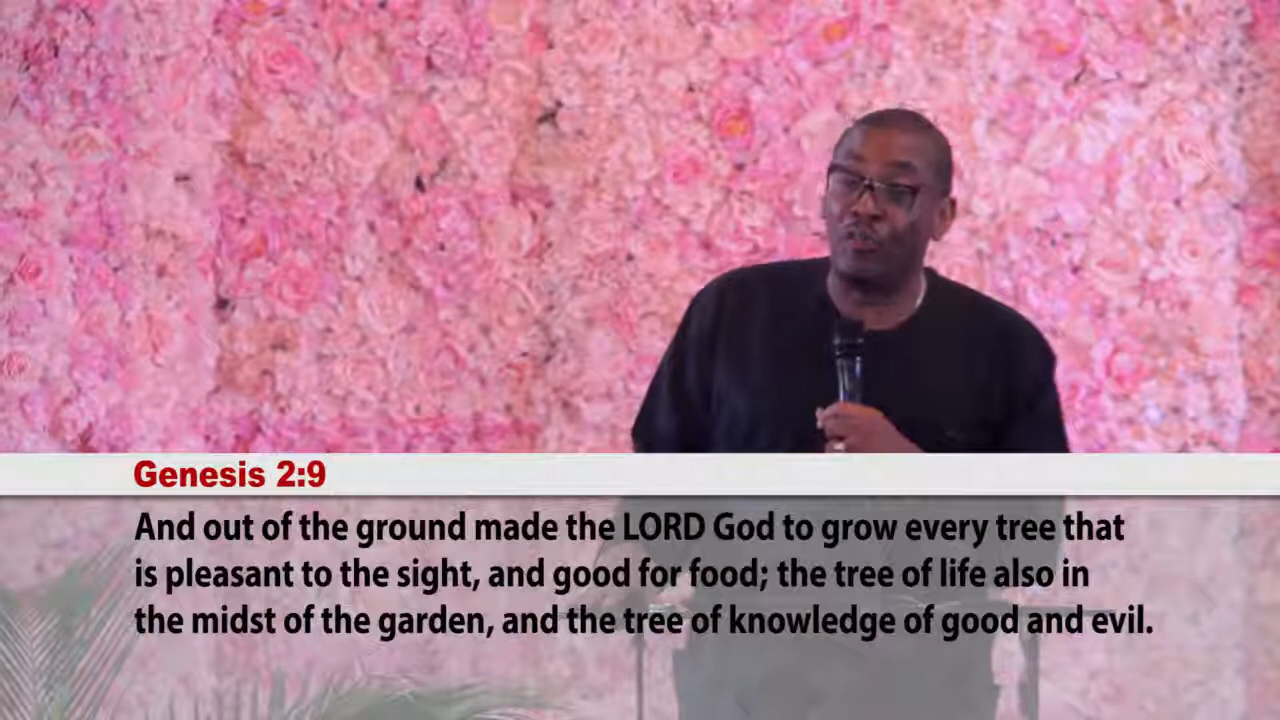 Genesis 2:9
And out of the ground made the LORD God to grow every tree that
is pleasant to the sight, and good for food; the tree of life also in
the midst of the garden, and the tree of knowledge of good and evil.